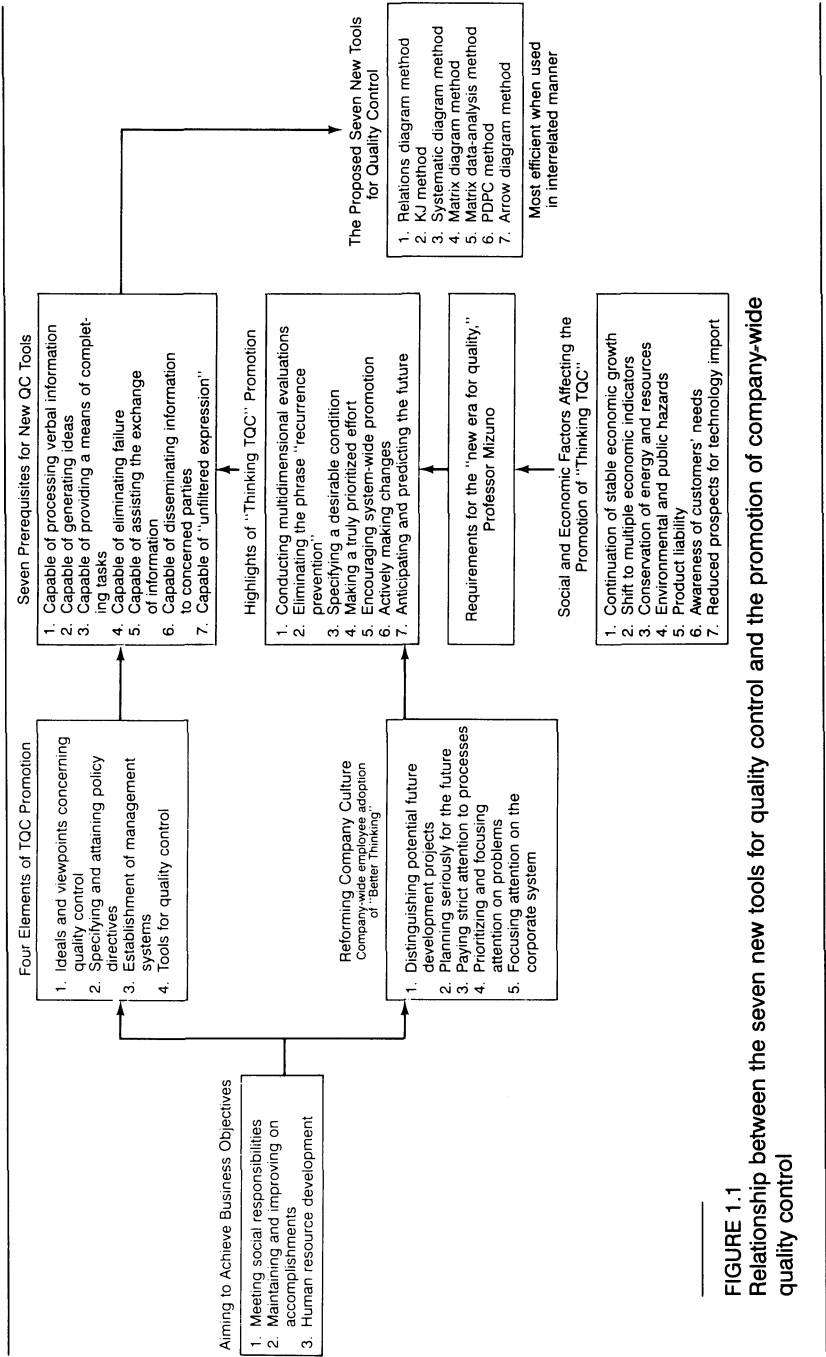 Aiming to Achieve Business Objectives
1. Meeting social responsibilities
2. Maintaining and improving on
accomplishments
3. Human resource development
Four Elements of TQC Promotion
1. Ideals and viewpoints concerning
quality control
2. Specifying and attaining policy
directives
3. Establishment of management
systems
4. Tools for quality control
Reforming Company Culture
Company-wide employee adoption
of "Better Thinking"
1. Distinguishing potential future
development projects
2. Planning seriously for the future
3. Paying strict attention to processes
4. Prioritizing and focusing
attention on problems
5. Focusing attention on the
corporate system
Seven Prerequisites for New QC Tools
1. Capable of processing verbal information
2. Capable of generating ideas
3. Capable of providing a means of complet-
ing tasks
4. Capable of eliminating failure
5. Capable of assisting the exchange
of information
6. Capable of disseminating information
to concerned parties
7. Capable of "unfiltered expression"
Highlights of "Thinking TQC" Promotion
1. Conducting multidimensional evaluations
2. Eliminating the phrase "recurrence
prevention"
3. Specifying a desirable condition
4. Making a truly prioritized effort
5. Encouraging system-wide promotion
6. Actively making changes
7. Anticipating and predicting the future
Requirements for the "new era for quality,"
Professor Mizuno
Social and Economic Factors Affecting the
Promotion of "Thinking TQC"
1. Continuation of stable economic growth
2. Shift to multiple economic indicators
3. Conservation of energy and resources
4. Environmental and public hazards
5. Product liability
6. Awareness of customers' needs
7. Reduced prospects for technology import
The Proposed Seven New Tools
for Quality Control
1. Relations diagram method
2. KJ method
3. Systematic diagram method
4. Matrix diagram method
5. Matrix data-analysis method
6. PDPC method
7. Arrow diagram method
Most efficient when used
in interrelated manner
FIGURE 1.1
Relationship between the seven new tools for quality control and the promotion of company-wide
quality control